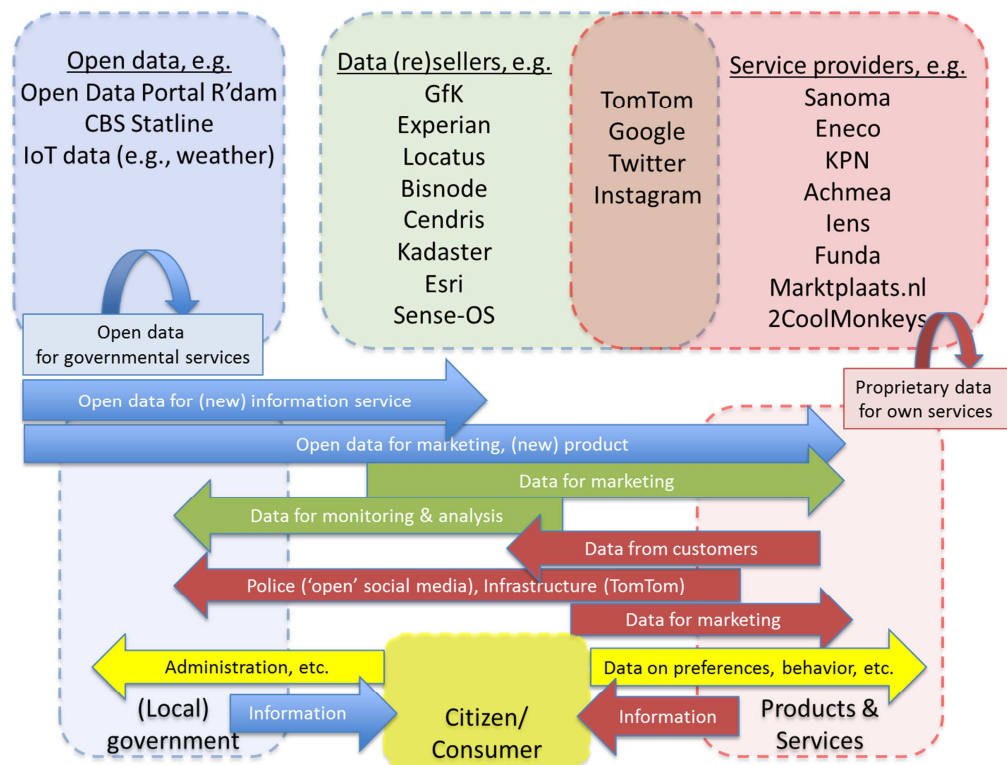 Open data, e.g.
Open Data Portal R'dam
CBS Statline
IoT data (e.g., weather)
Data (re)sellers, e.g.
GfK
Experian
Locatus
Bisnode
Cendris
Kadaster
Esri
Sense-OS
TomTom
Google
Twitter
Instagram
Service providers, e.g.
Sanoma
Eneco
KPN
Achmea
Iens
Funda
Marktplaats.nl
2CoolMonkeys
Open data
for governmental services
Proprietary data
for own services
Open data for (new) information service
Open data for marketing, (new) product
Data for marketing
Data for monitoring & analysis
Data from customers
Police ('open' social media), Infrastructure (TomTom)
Data for marketing
Administration, etc.
Data on preferences, behavior, etc.
(Local)
government
Information
Citizen/
Consumer
Information
Products &
Services